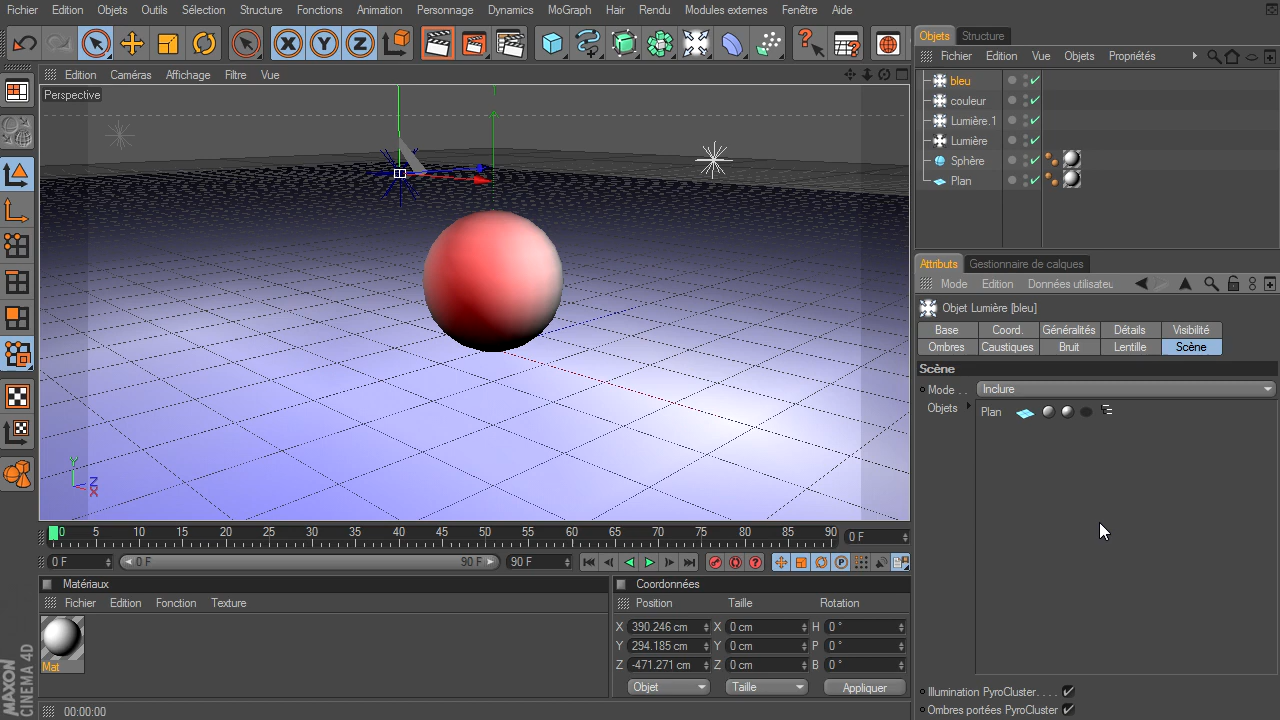 Fichier Edition Objets Outils Sélection Structure Fonctions Animation Personnage Dynamics MoGraph Hair Rendu Modules externes Fenêtre Aide
Objets Structure
Fichier Edition Vue Objets Propriétés
Edition Caméras Affichage Filtre Vue
Perspective
bleu
couleur
Lumière.1
Lumière
Sphère
Plan
Attributs Gestionnaire de calques
Mode Edition Données utilisateu
Objet Lumière [bleu]
Base Coord. Généralités Détails Visibilité
Ombres Caustiques Bruit Lentille Scène
Scène
Mode . . Inclure
Objets Plan
Y
Z
X
0 5 10 15 20 25 30 35 40 45 50 55 60 65 70 75 80 85 90 0 F
0 F 0 F 90 F 90 F
Matériaux
Fichier Edition Fonction Texture
Mat
Coordonnées
Position Taille Rotation
X 390.246 cm X 0 cm H 0 °
Y 294.185 cm Y 0 cm P 0 °
Z -471.271 cm Z 0 cm B 0 °
Objet Taille Appliquer
Illumination PyroCluster. . . .
Ombres portées PyroCluster
MAXON
CINEMA 4D
00:00:00